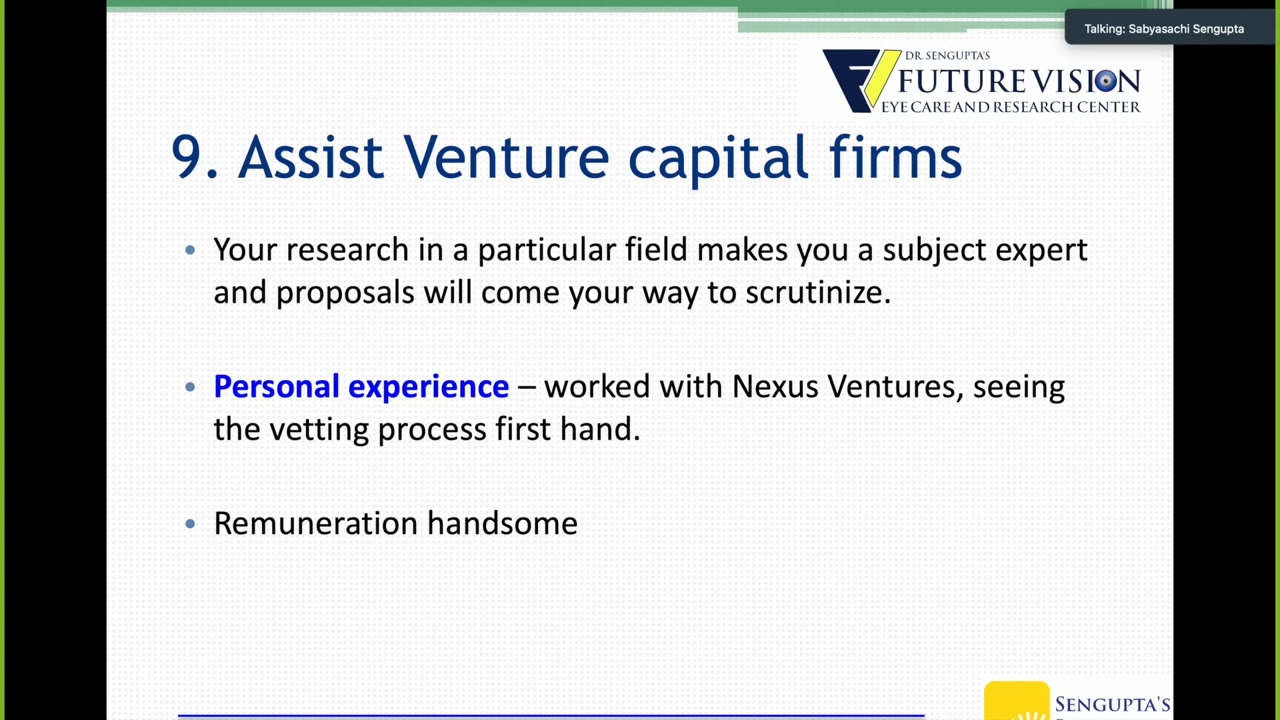 Talking: Sabyasachi Sengupta
DR. SENGUPTA'S
FUTURE VISION
EYE CARE AND RESEARCH CENTER
9. Assist Venture capital firms
• Your research in a particular field makes you a subject expert
and proposals will come your way to scrutinize.
• Personal experience – worked with Nexus Ventures, seeing
the vetting process first hand.
• Remuneration handsome
SENGUPTA'S